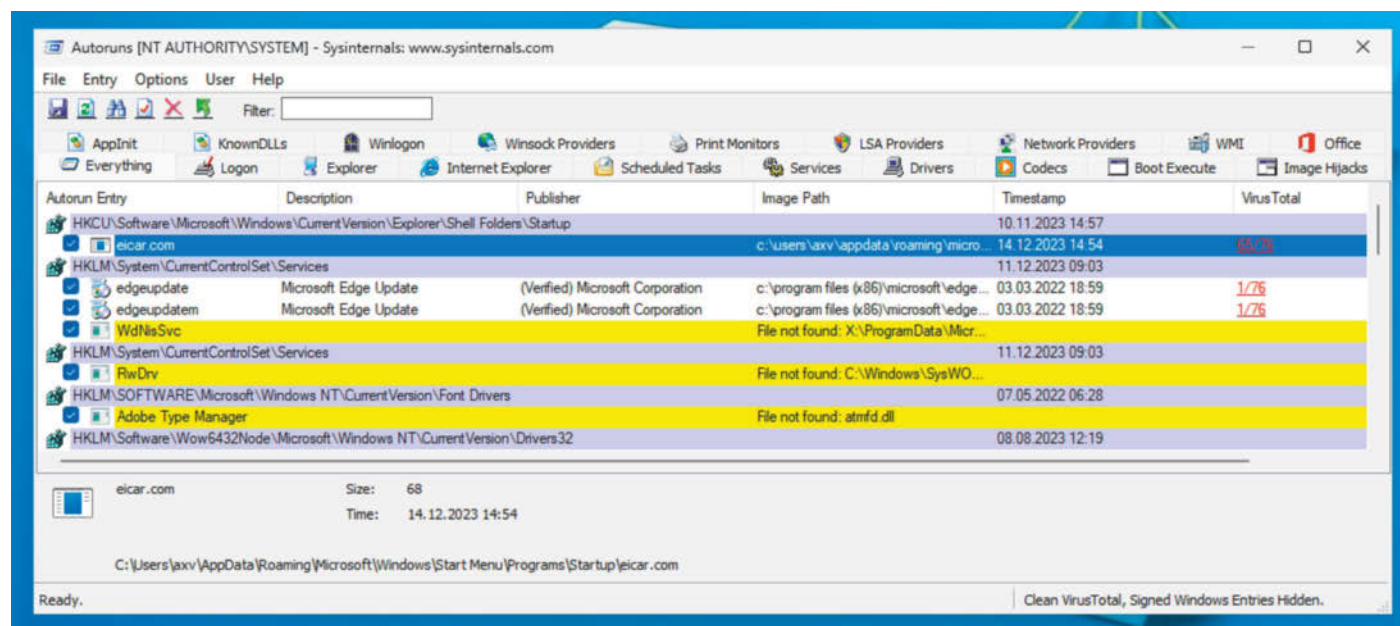 Autoruns [NT AUTHORITY\SYSTEM] - Sysinternals: www.sysinternals.com
File Entry Options User Help
Filter:
AppInit KnownDLLs Winlogon Winsock Providers Print Monitors LSA Providers Network Providers WMI Office
Everything Logon Explorer Internet Explorer Scheduled Tasks Services Drivers Codecs Boot Execute Image Hijacks
Autorun Entry Description Publisher Image Path Timestamp VirusTotal
HKCU\Software\Microsoft\Windows\CurrentVersion\Explorer\Shell Folders\Startup 10.11.2023 14:57
eicar.com c:\users\axv\appdata\roaming\micro... 14.12.2023 14:54 65/76
HKLM\System\CurrentControlSet\Services 11.12.2023 09:03
edgeupdate Microsoft Edge Update (Verified) Microsoft Corporation c:\program files (x86)\microsoft\edge... 03.03.2022 18:59 1/76
edgeupdatem Microsoft Edge Update (Verified) Microsoft Corporation c:\program files (x86)\microsoft\edge... 03.03.2022 18:59 1/76
WdNisSvc File not found: X:\ProgramData\Micr...
HKLM\System\CurrentControlSet\Services 11.12.2023 09:03
RwDrv File not found: C:\Windows\SysWO...
HKLM\SOFTWARE\Microsoft\Windows NT\CurrentVersion\Font Drivers 07.05.2022 06:28
Adobe Type Manager File not found: atmfd.dll
HKLM\Software\Wow6432Node\Microsoft\Windows NT\CurrentVersion\Drivers32 08.08.2023 12:19
eicar.com Size: 68
Time: 14.12.2023 14:54
C:\Users\axv\AppData\Roaming\Microsoft\Windows\Start Menu\Programs\Startup\eicar.com
Ready. Clean VirusTotal, Signed Windows Entries Hidden.